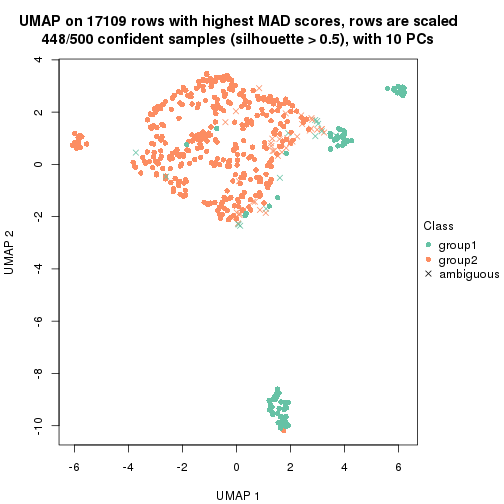 UMAP on 17109 rows with highest MAD scores, rows are scaled
448/500 confident samples (silhouette > 0.5), with 10 PCs
4
2
0
-2
-4
-6
-8
-10
UMAP 2
Class
group1
group2
ambiguous
-6
-4
-2
0
2
4
6
UMAP 1